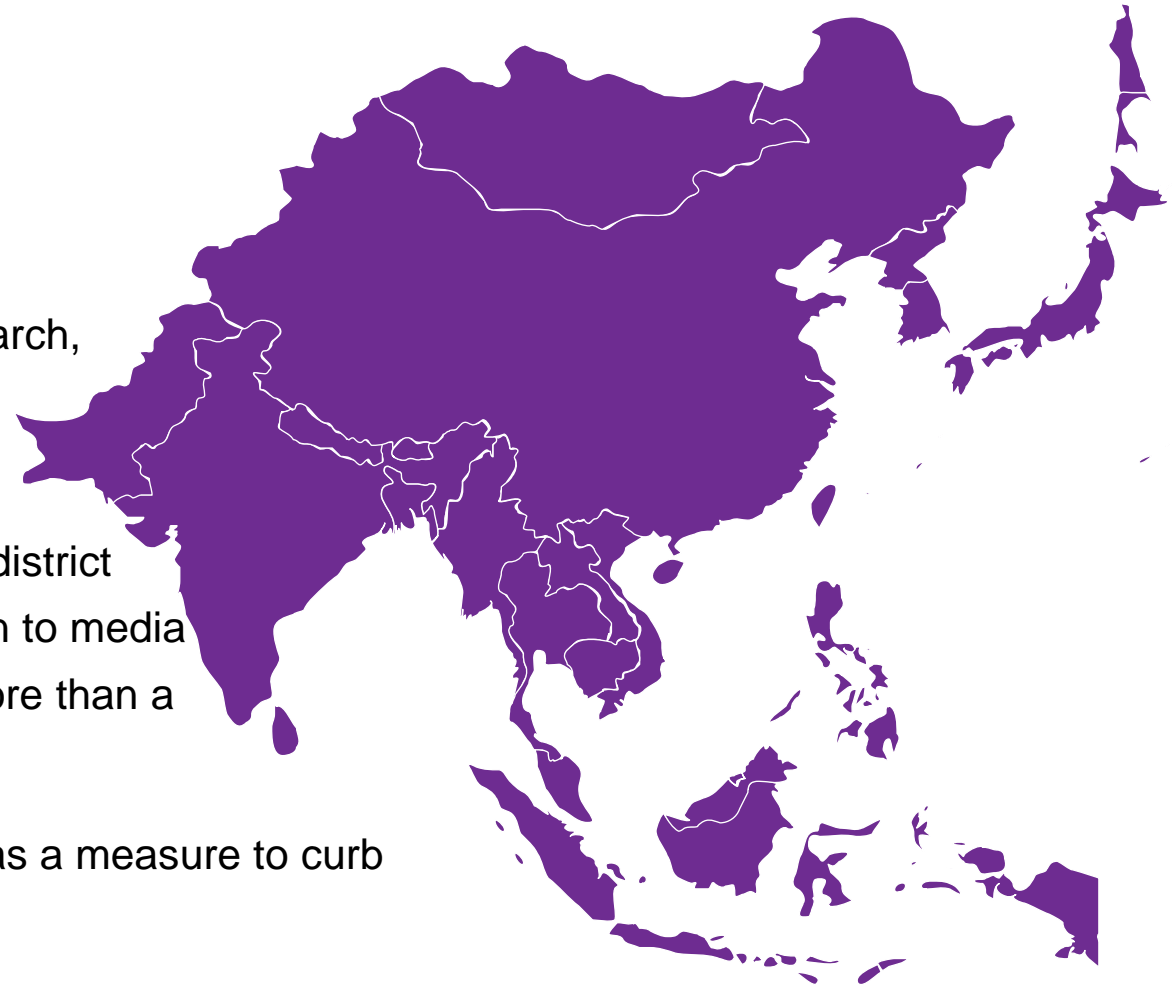 arch,
district
n to media
ore than a
as a measure to curb